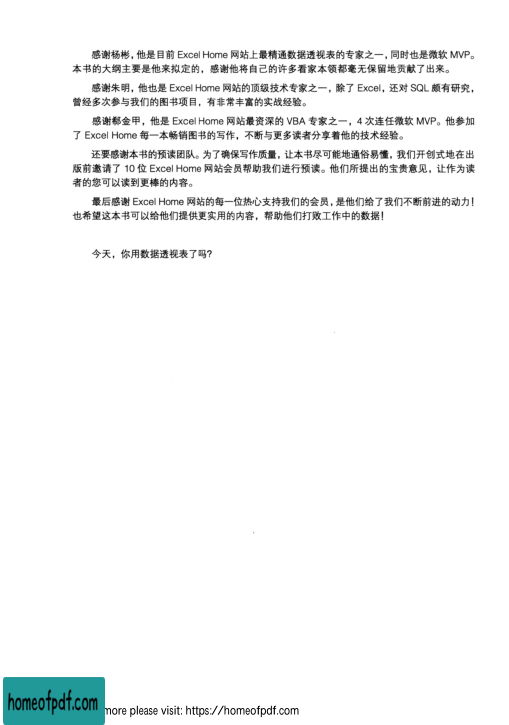 感谢杨彬，他是目前 Excel Home 网站上最精通数据透视表的专家之一，同时也是微软 MVP。
本书的大纲主要是他来拟定的，感谢他将自己的许多看家本领都毫无保留地贡献了出来。
感谢朱明，他也是 Excel Home 网站的顶级技术专家之一，除了 Excel，还对 SQL 颇有研究，
曾经多次参与我们的图书项目，有非常丰富的实战经验。
感谢郗金甲，他是 Excel Home 网站最资深的 VBA 专家之一，4 次连任微软 MVP。他参加
了 Excel Home 每一本畅销图书的写作，不断与更多读者分享着他的技术经验。
还要感谢本书的预读团队。为了确保写作质量，让本书尽可能地通俗易懂，我们开创式地在出
版前邀请了 10 位 Excel Home 网站会员帮助我们进行预读。他们所提出的宝贵意见，让作为读
者的您可以读到更棒的内容。
最后感谢 Excel Home 网站的每一位热心支持我们的会员，是他们给了我们不断前进的动力！
也希望这本书可以给他们提供更实用的内容，帮助他们打败工作中的数据！
今天，你用数据透视表了吗？
homeofpdf.com
more please visit: https://homeofpdf.com